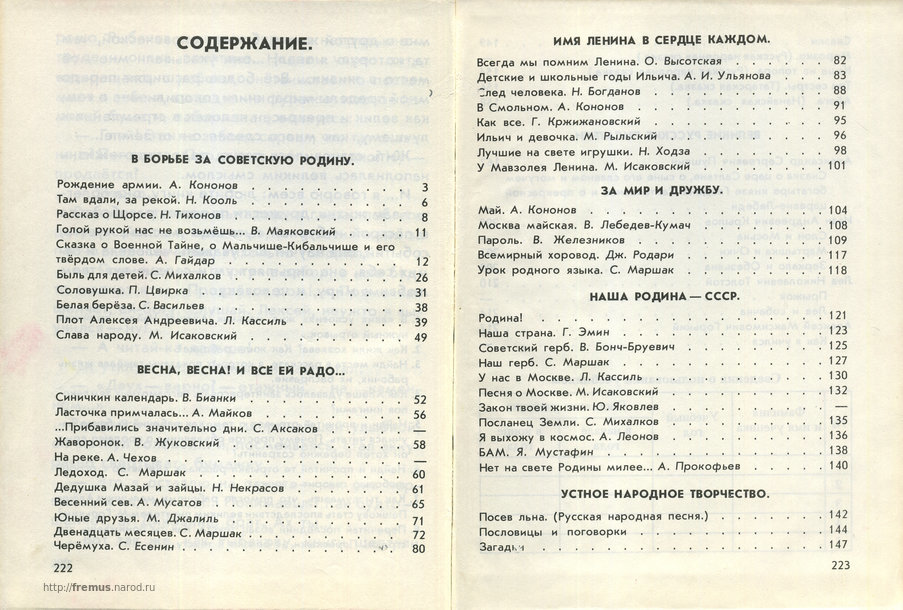 СОДЕРЖАНИЕ.
В БОРЬБЕ ЗА СОВЕТСКУЮ РОДИНУ.
Рождение армии. А. Кононов . . . . . . . . . . 3
Там вдали, за рекой. Н. Кооль . . . . . . . . . . 6
Рассказ о Щорсе. Н. Тихонов . . . . . . . . . . 8
Голой рукой нас не возьмёшь... В. Маяковский . . . . . 11
Сказка о Военной Тайне, о Мальчише-Кибальчише и его
твёрдом слове. А. Гайдар . . . . . . . . . . 12
Быль для детей. С. Михалков . . . . . . . . . . 26
Соловушка. П. Цвирка . . . . . . . . . . 31
Белая берёза. С. Васильев . . . . . . . . . . 38
Плот Алексея Андреевича. Л. Кассиль . . . . . . . . 39
Слава народу. М. Исаковский . . . . . . . . . . 49
ВЕСНА, ВЕСНА! И ВСЕ ЕЙ РАДО...
Синичкин календарь. В. Бианки . . . . . . . . . . 52
Ласточка примчалась... А. Майков . . . . . . . . . . 56
...Прибавились значительно дни. С. Аксаков . . . . . . —
Жаворонок. В. Жуковский . . . . . . . . . . 58
На реке. А. Чехов . . . . . . . . . . —
Ледоход. С. Маршак . . . . . . . . . . 60
Дедушка Мазай и зайцы. Н. Некрасов . . . . . . . . 61
Весенний сев. А. Мусатов . . . . . . . . . . 65
Юные друзья. М. Джалиль . . . . . . . . . . 71
Двенадцать месяцев. С. Маршак . . . . . . . . . . 72
Черёмуха. С. Есенин . . . . . . . . . . 80
222
http://fremus.narod.ru
ИМЯ ЛЕНИНА В СЕРДЦЕ КАЖДОМ.
Всегда мы помним Ленина. О. Высотская . . . . . . 82
Детские и школьные годы Ильича. А. И. Ульянова . . . . 83
След человека. Н. Богданов . . . . . . . . . . 88
В Смольном. А. Кононов . . . . . . . . . . 91
Как все. Г. Кржижановский . . . . . . . . . . 95
Ильич и девочка. М. Рыльский . . . . . . . . . . 96
Лучшие на свете игрушки. Н. Ходза . . . . . . . . 98
У Мавзолея Ленина. М. Исаковский . . . . . . . . 101
ЗА МИР И ДРУЖБУ.
Май. А. Кононов . . . . . . . . . . 104
Москва майская. В. Лебедев-Кумач . . . . . . . . 108
Пароль. В. Железников . . . . . . . . . . 109
Всемирный хоровод. Дж. Родари . . . . . . . . . . 117
Урок родного языка. С. Маршак . . . . . . . . . . 118
НАША РОДИНА — СССР.
Родина! . . . . . . . . . . 121
Наша страна. Г. Эмин . . . . . . . . . . 123
Советский герб. В. Бонч-Бруевич . . . . . . . . . . 125
Наш герб. С. Маршак . . . . . . . . . . 127
У нас в Москве. Л. Кассиль . . . . . . . . . . 130
Песня о Москве. М. Исаковский . . . . . . . . . . 132
Закон твоей жизни. Ю. Яковлев . . . . . . . . . . —
Посланец Земли. С. Михалков . . . . . . . . . . 135
Я выхожу в космос. А. Леонов . . . . . . . . . . 136
БАМ. Я. Мустафин . . . . . . . . . . 138
Нет на свете Родины милее... А. Прокофьев . . . . . . 140
УСТНОЕ НАРОДНОЕ ТВОРЧЕСТВО.
Посев льна. (Русская народная песня.) . . . . . . . 142
Пословицы и поговорки . . . . . . . . . . 144
Загадки . . . . . . . . . . 147
223